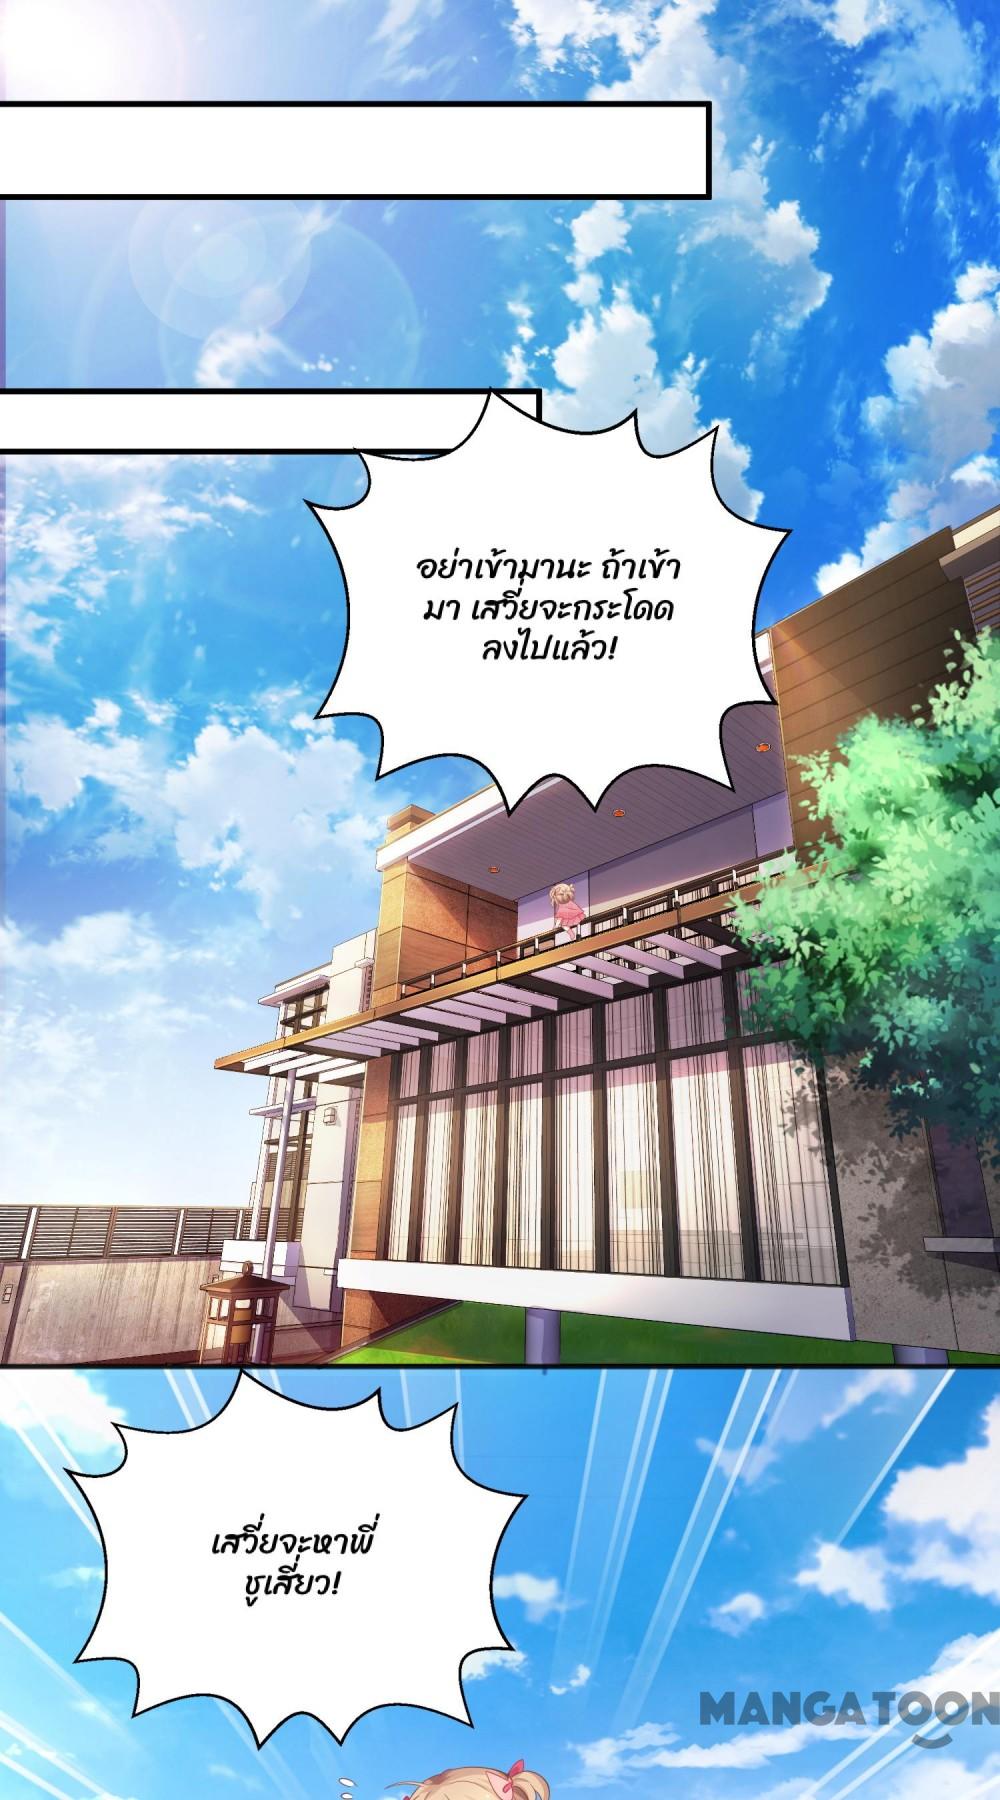 อย่าเข้ามานะ ถ้าเข้า
มา เสวี่ยจะกระโดด
ลงไปแล้ว!
เสวี่ยจะหาพี่
ชูเสี่ยว!
MANGATOON